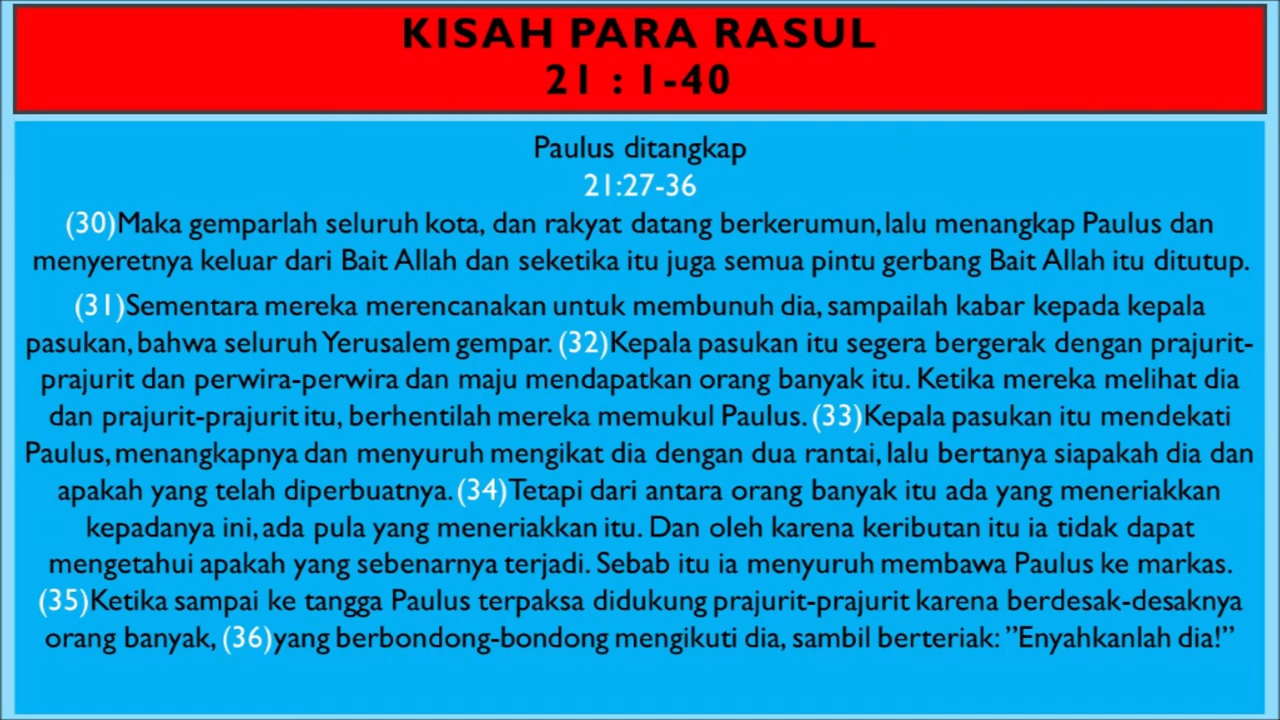 KISAH PARA RASUL
21 : 1-40
Paulus ditangkap
21:27-36
(30)Maka gemparlah seluruh kota, dan rakyat datang berkerumun, lalu menangkap Paulus dan
menyeretnya keluar dari Bait Allah dan seketika itu juga semua pintu gerbang Bait Allah itu ditutup.
(31)Sementara mereka merencanakan untuk membunuh dia, sampailah kabar kepada kepala
pasukan, bahwa seluruh Yerusalem gempar. (32)Kepala pasukan itu segera bergerak dengan prajurit-
prajurit dan perwira-perwira dan maju mendapatkan orang banyak itu. Ketika mereka melihat dia
dan prajurit-prajurit itu, berhentilah mereka memukul Paulus. (33)Kepala pasukan itu mendekati
Paulus, menangkapnya dan menyuruh mengikat dia dengan dua rantai, lalu bertanya siapakah dia dan
apakah yang telah diperbuatnya. (34)Tetapi dari antara orang banyak itu ada yang meneriakkan
kepadanya ini, ada pula yang meneriakkan itu. Dan oleh karena keributan itu ia tidak dapat
mengetahui apakah yang sebenarnya terjadi. Sebab itu ia menyuruh membawa Paulus ke markas.
(35)Ketika sampai ke tangga Paulus terpaksa didukung prajurit-prajurit karena berdesak-desaknya
orang banyak, (36)yang berbondong-bondong mengikuti dia, sambil berteriak: ”Enyahkanlah dia!”